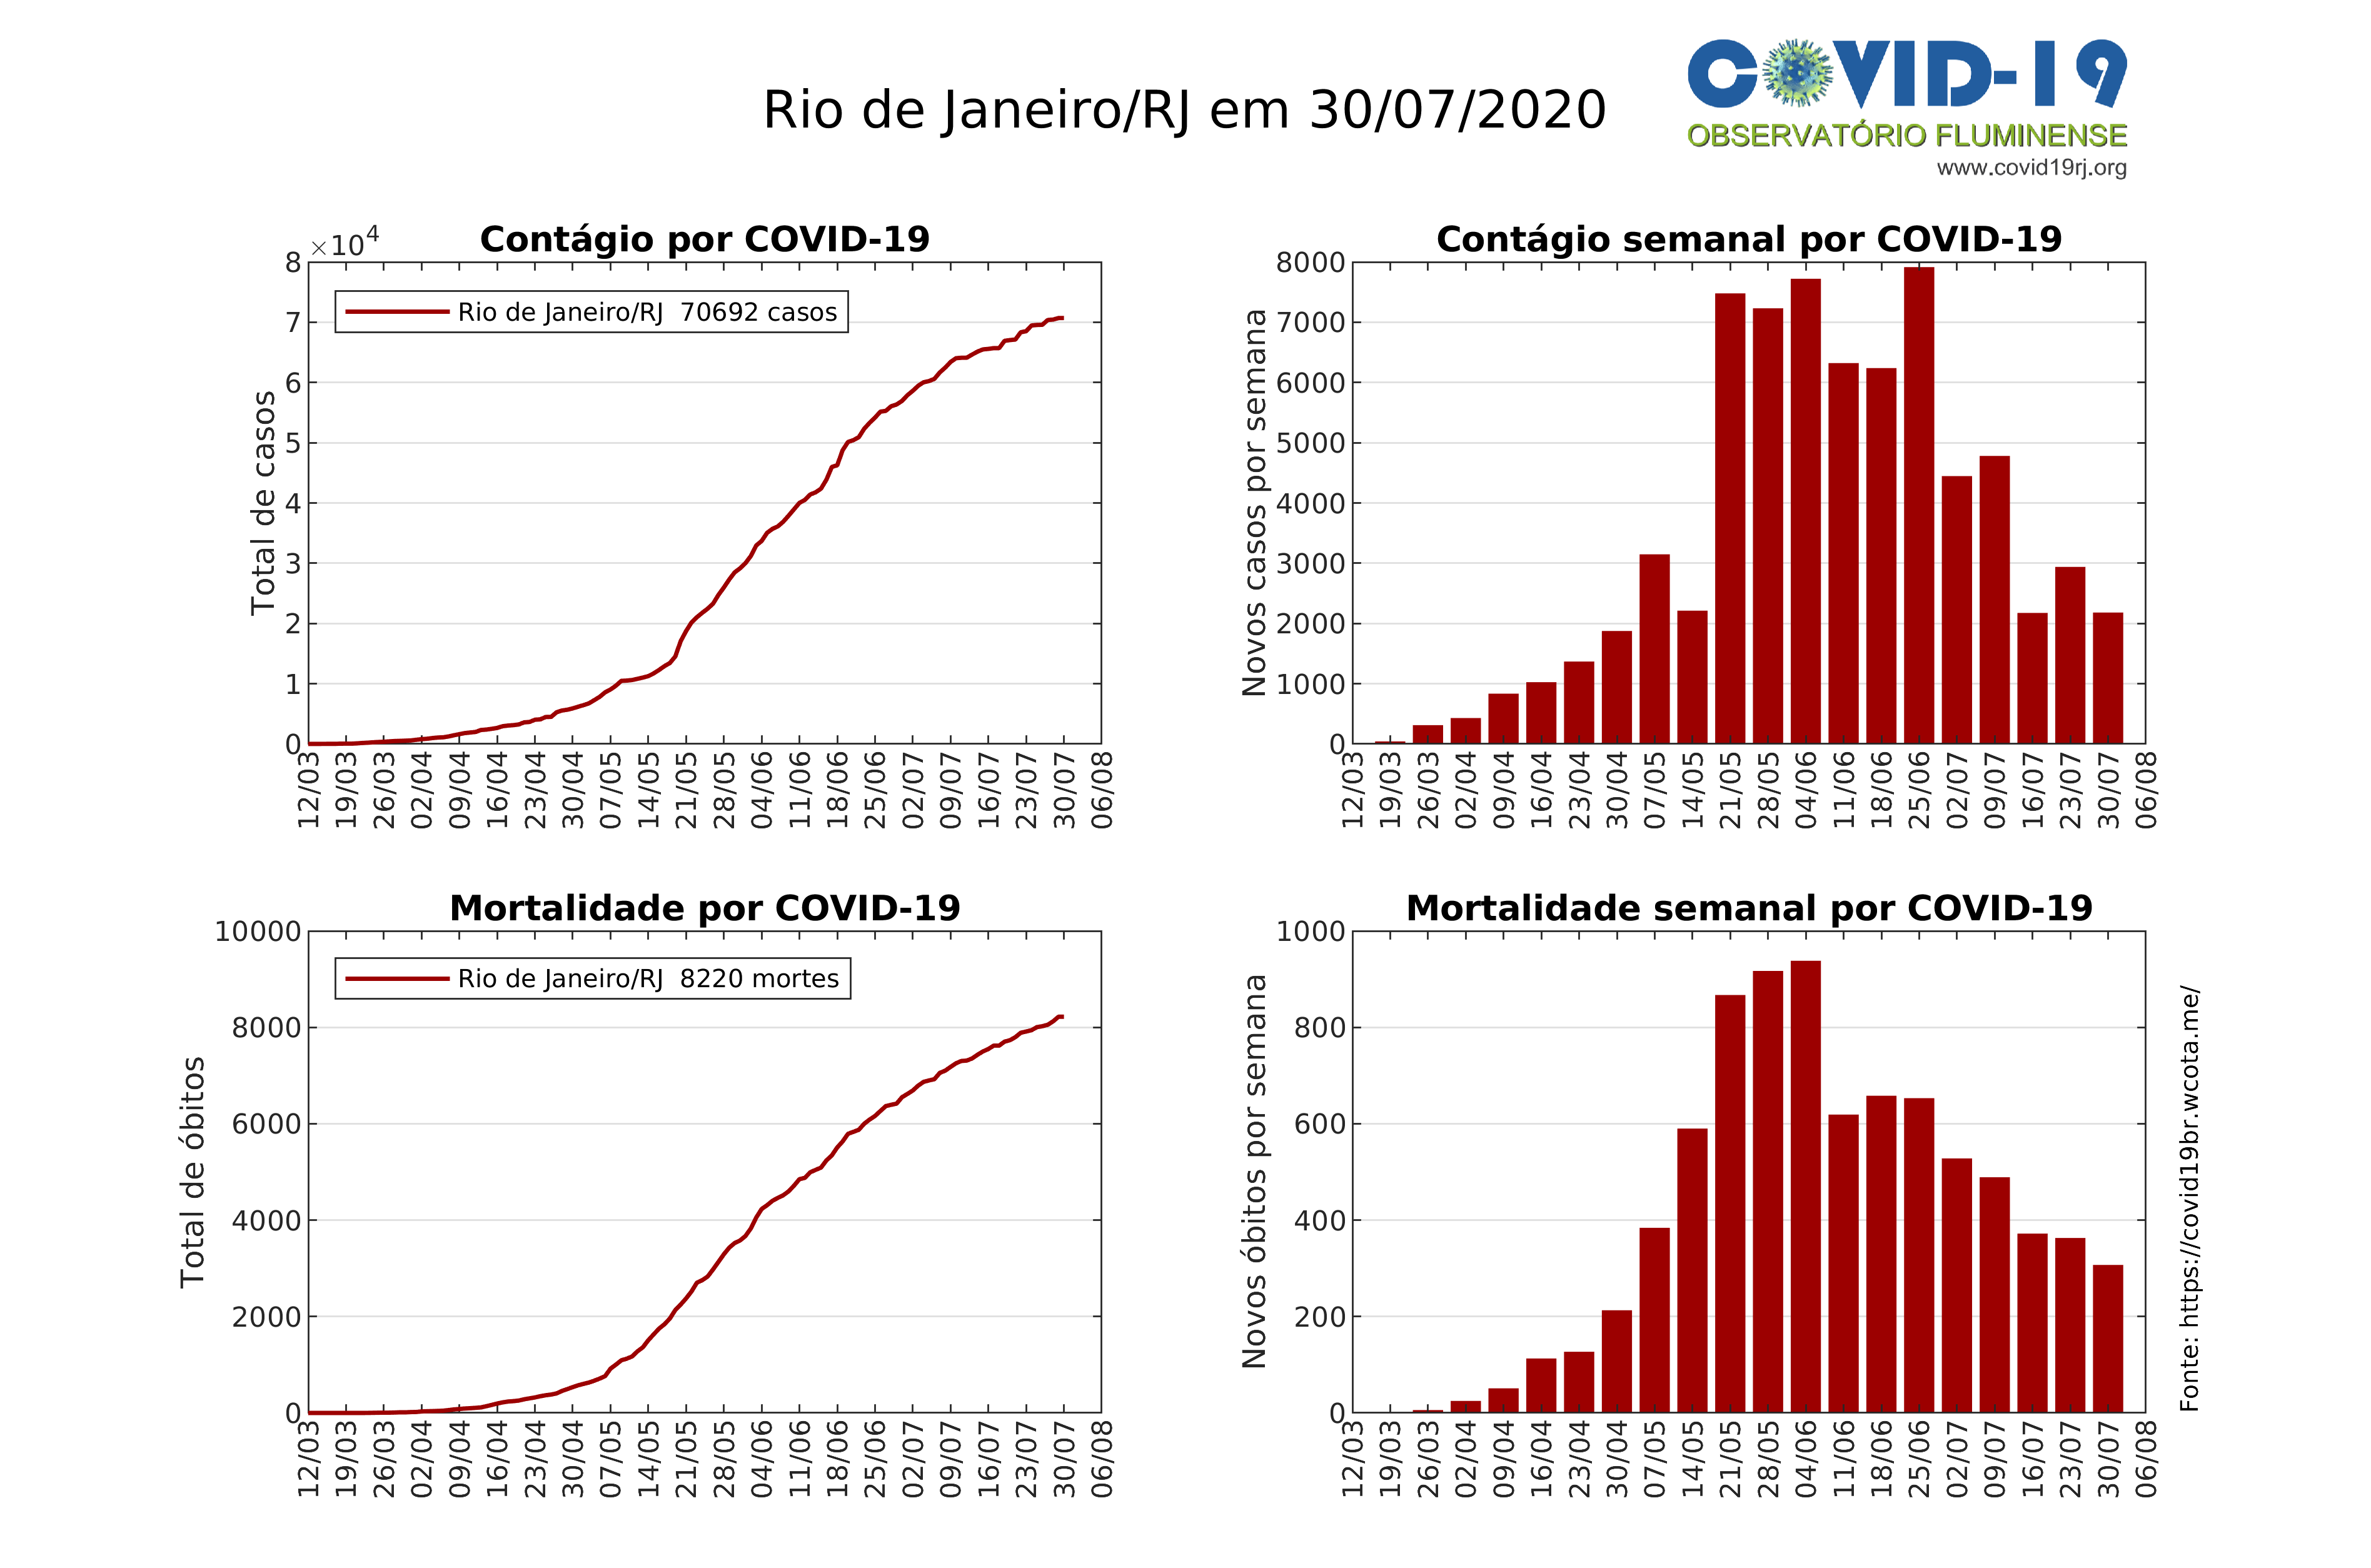 Rio de Janeiro/RJ em 30/07/2020
COVID-19
OBSERVATÓRIO FLUMINENSE
www.covid19rj.org
Contágio por COVID-19
×10^4
Total de casos
8
7
6
5
4
3
2
1
0
Rio de Janeiro/RJ 70692 casos
12/03 19/03 26/03 02/04 09/04 16/04 23/04 30/04 07/05 14/05 21/05 28/05 04/06 11/06 18/06 25/06 02/07 09/07 16/07 23/07 30/07 06/08
Contágio semanal por COVID-19
Novos casos por semana
8000
7000
6000
5000
4000
3000
2000
1000
0
12/03 19/03 26/03 02/04 09/04 16/04 23/04 30/04 07/05 14/05 21/05 28/05 04/06 11/06 18/06 25/06 02/07 09/07 16/07 23/07 30/07 06/08
Mortalidade por COVID-19
Total de óbitos
10000
8000
6000
4000
2000
0
Rio de Janeiro/RJ 8220 mortes
12/03 19/03 26/03 02/04 09/04 16/04 23/04 30/04 07/05 14/05 21/05 28/05 04/06 11/06 18/06 25/06 02/07 09/07 16/07 23/07 30/07 06/08
Mortalidade semanal por COVID-19
Novos óbitos por semana
1000
800
600
400
200
0
12/03 19/03 26/03 02/04 09/04 16/04 23/04 30/04 07/05 14/05 21/05 28/05 04/06 11/06 18/06 25/06 02/07 09/07 16/07 23/07 30/07 06/08
Fonte: https://covid19br.wcota.me/